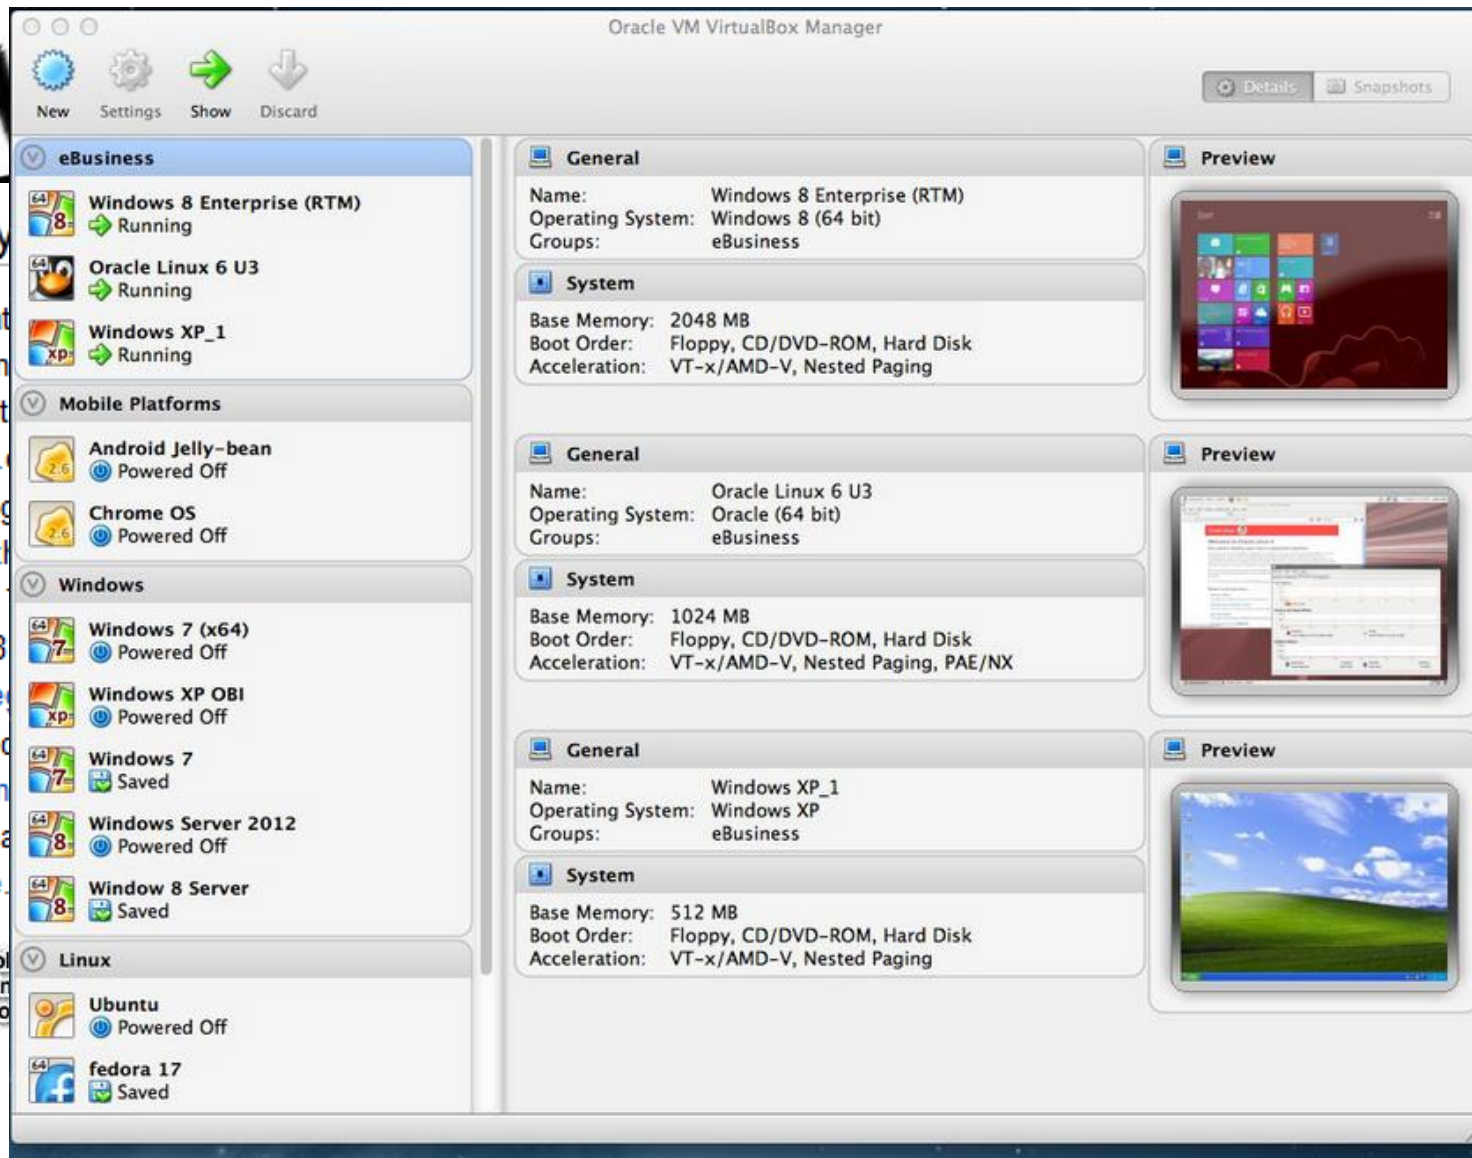 Oracle VM VirtualBox Manager
New Settings Show Discard
Details Snapshots
eBusiness
Windows 8 Enterprise (RTM)
Running
Oracle Linux 6 U3
Running
Windows XP_1
Running
Mobile Platforms
Android Jelly-bean
Powered Off
Chrome OS
Powered Off
Windows
Windows 7 (x64)
Powered Off
Windows XP OBI
Powered Off
Windows 7
Saved
Windows Server 2012
Powered Off
Window 8 Server
Saved
Linux
Ubuntu
Powered Off
fedora 17
Saved
General
Name: Windows 8 Enterprise (RTM)
Operating System: Windows 8 (64 bit)
Groups: eBusiness
System
Base Memory: 2048 MB
Boot Order: Floppy, CD/DVD-ROM, Hard Disk
Acceleration: VT-x/AMD-V, Nested Paging
Preview
General
Name: Oracle Linux 6 U3
Operating System: Oracle (64 bit)
Groups: eBusiness
System
Base Memory: 1024 MB
Boot Order: Floppy, CD/DVD-ROM, Hard Disk
Acceleration: VT-x/AMD-V, Nested Paging, PAE/NX
Preview
General
Name: Windows XP_1
Operating System: Windows XP
Groups: eBusiness
System
Base Memory: 512 MB
Boot Order: Floppy, CD/DVD-ROM, Hard Disk
Acceleration: VT-x/AMD-V, Nested Paging
Preview